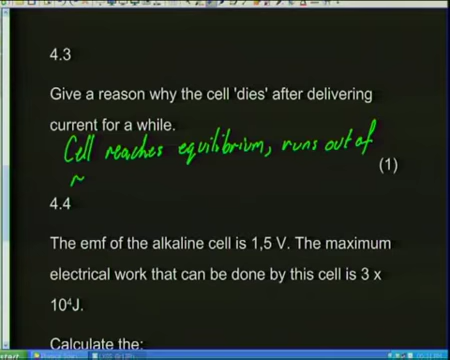 4.3
Give a reason why the cell 'dies' after delivering
current for a while.
Cell reaches equilibrium, runs out of
(1)
4.4
The emf of the alkaline cell is 1,5 V. The maximum
electrical work that can be done by this cell is 3 x
10⁴J.
Calculate the:
start